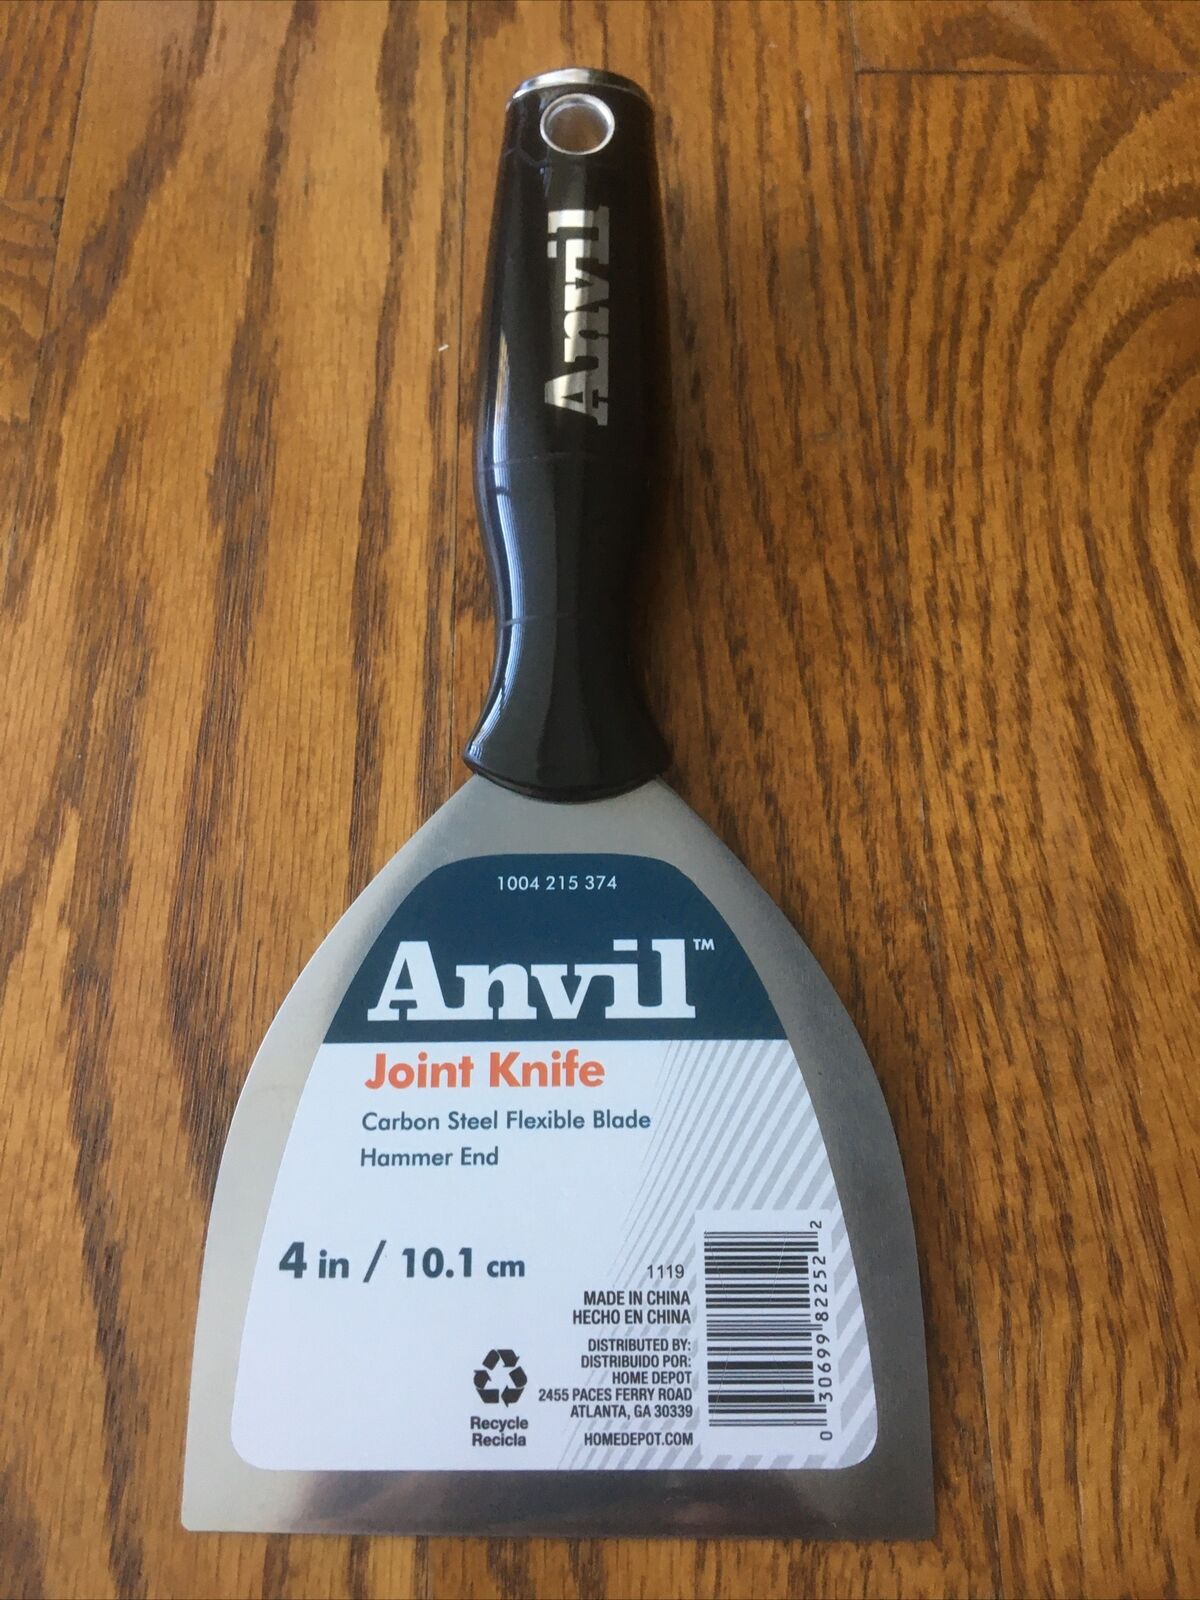 Anvil
1004 215 374
Anvil™
Joint Knife
Carbon Steel Flexible Blade
Hammer End
4 in / 10.1 cm
1119
MADE IN CHINA
HECHO EN CHINA
DISTRIBUTED BY:
DISTRIBUIDO POR:
HOME DEPOT
2455 PACES FERRY ROAD
ATLANTA, GA 30339
HOMEDEPOT.COM
Recycle
Recicla
0 30699 82252 2